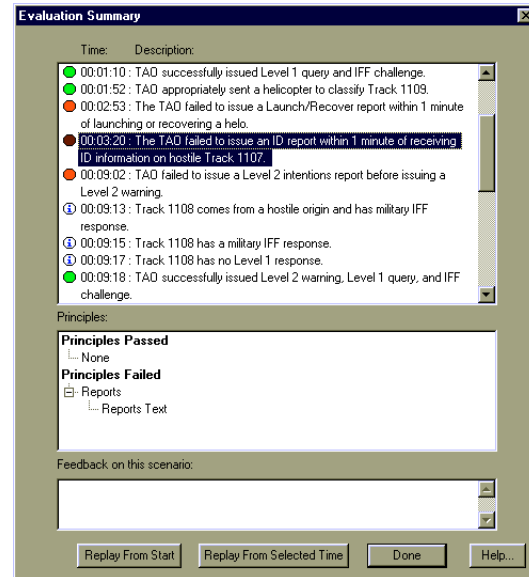 Evaluation Summary
Time: Description:
00:01:10 : TAO successfully issued Level 1 query and IFF challenge.
00:01:52 : TAO appropriately sent a helicopter to classify Track 1109.
00:02:53 : The TAO failed to issue a Launch/Recover report within 1 minute
of launching or recovering a helo.
00:03:20 : The TAO failed to issue an ID report within 1 minute of receiving
ID information on hostile Track 1107.
00:09:02 : TAO failed to issue a Level 2 intentions report before issuing a
Level 2 warning.
00:09:13 : Track 1108 comes from a hostile origin and has military IFF
response.
00:09:15 : Track 1108 has a military IFF response.
00:09:17 : Track 1108 has no Level 1 response.
00:09:18 : TAO successfully issued Level 2 warning, Level 1 query, and IFF
challenge.
Principles:
Principles Passed
None
Principles Failed
Reports
Reports Text
Feedback on this scenario:
Replay From Start Replay From Selected Time Done Help...